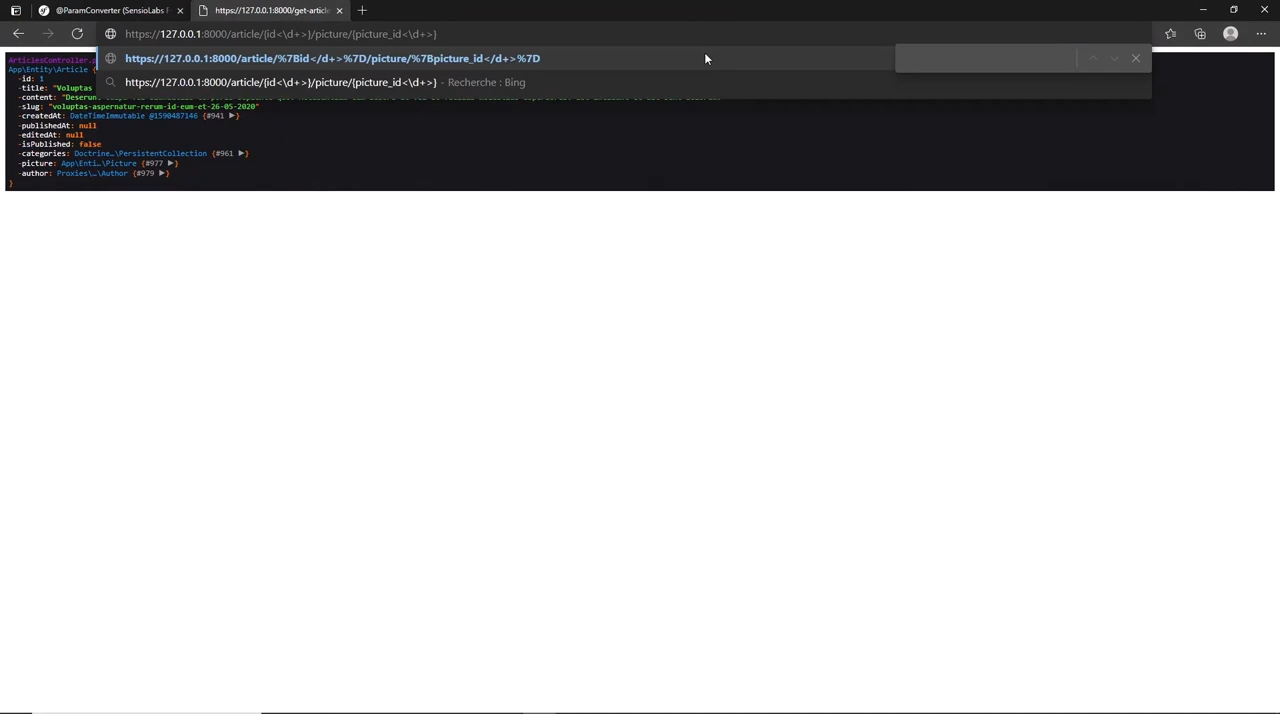 @ParamConverter (SensioLabs F
https://127.0.0.1:8000/get-article
https://127.0.0.1:8000/article/{id<\d+>}/picture/{picture_id<\d+>}
https://127.0.0.1:8000/article/%7Bid</d+>%7D/picture/%7Bpicture_id</d+>%7D
https://127.0.0.1:8000/article/{id<\d+>}/picture/{picture_id<\d+>} - Recherche : Bing
ArticlesController.p
App\Entity\Article {
-id: 1
-title: "Voluptas
-content: "Deserunt
-slug: "voluptas-aspernatur-rerum-id-eum-et-26-05-2020"
-createdAt: DateTimeImmutable @1590487146 {#941 ▶}
-publishedAt: null
-editedAt: null
-isPublished: false
-categories: Doctrine…\PersistentCollection {#961 ▶}
-picture: App\Enti…\Picture {#977 ▶}
-author: Proxies\…\Author {#979 ▶}
}